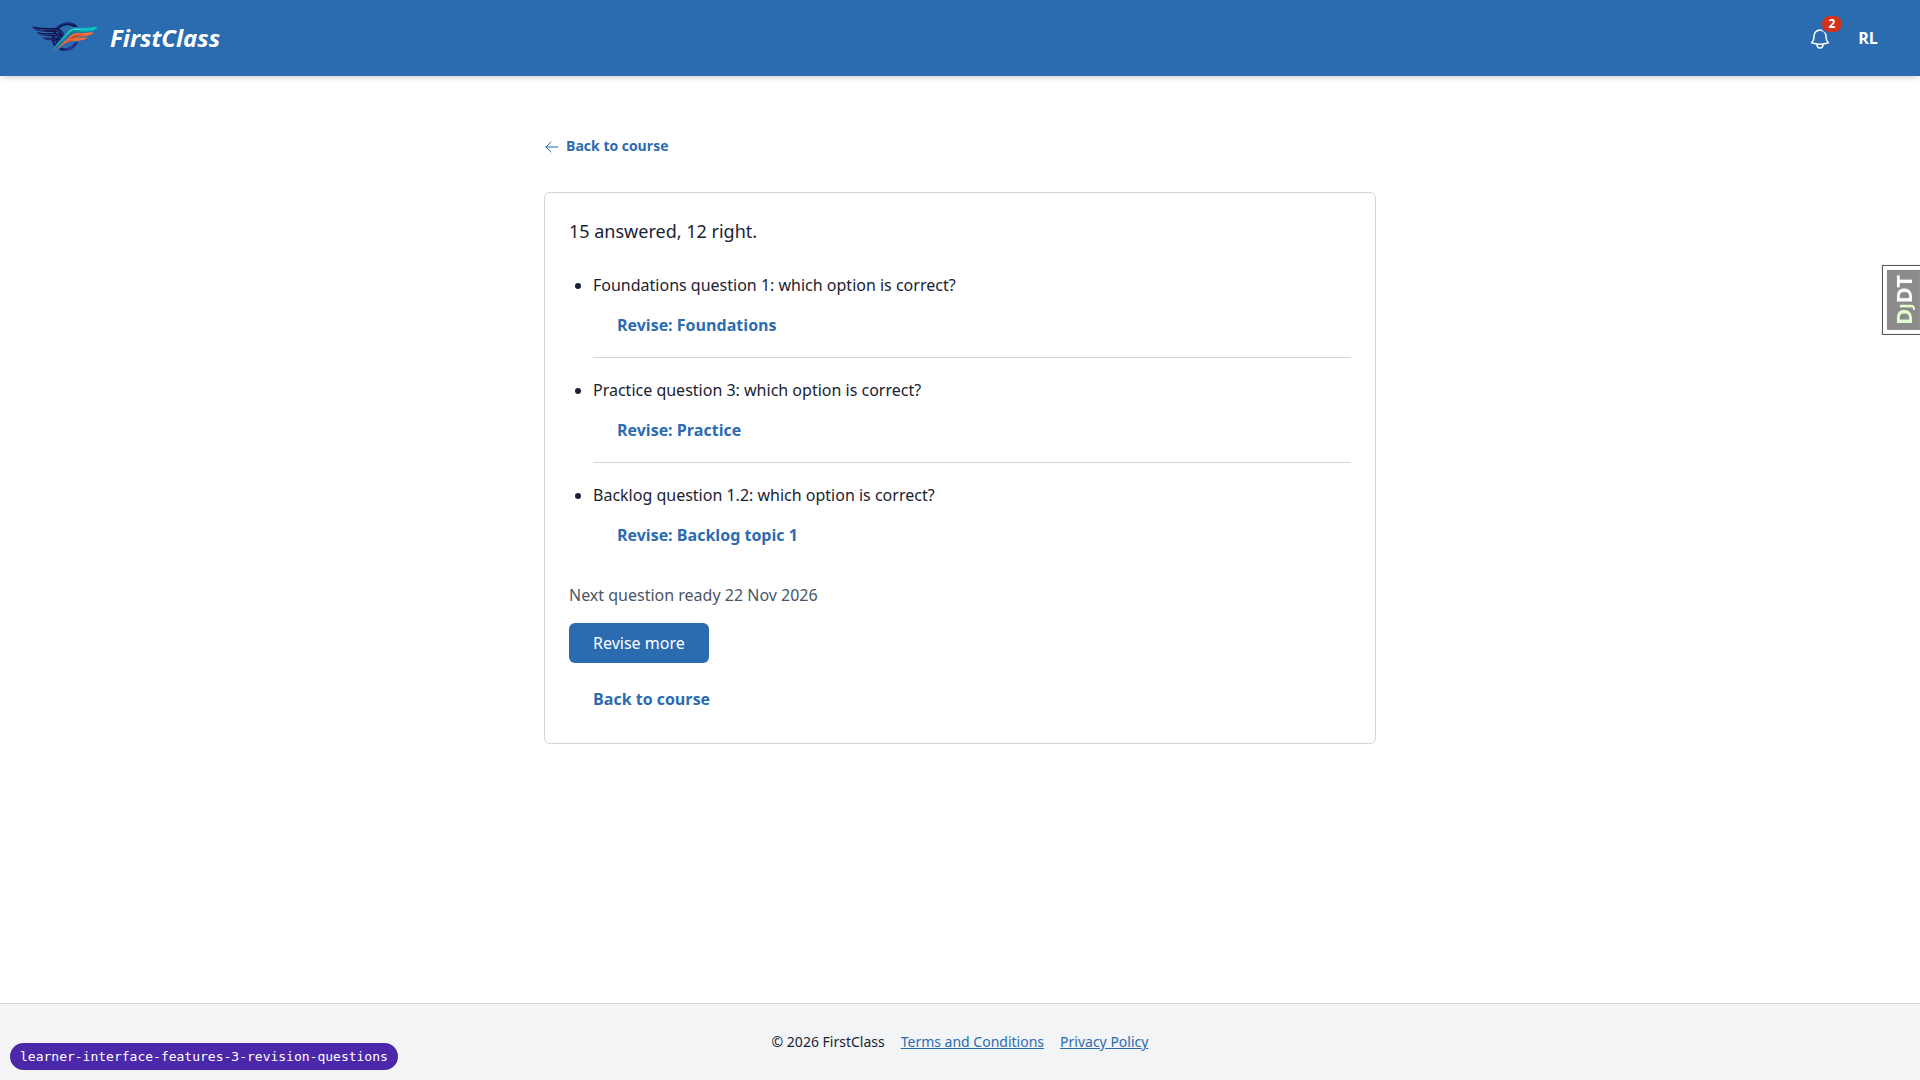 FirstClass
2
RL
Back to course
15 answered, 12 right.
Foundations question 1: which option is correct?
Revise: Foundations
Practice question 3: which option is correct?
Revise: Practice
Backlog question 1.2: which option is correct?
Revise: Backlog topic 1
Next question ready 22 Nov 2026
Revise more
Back to course
DJDT
© 2026 FirstClass Terms and Conditions Privacy Policy
learner-interface-features-3-revision-questions